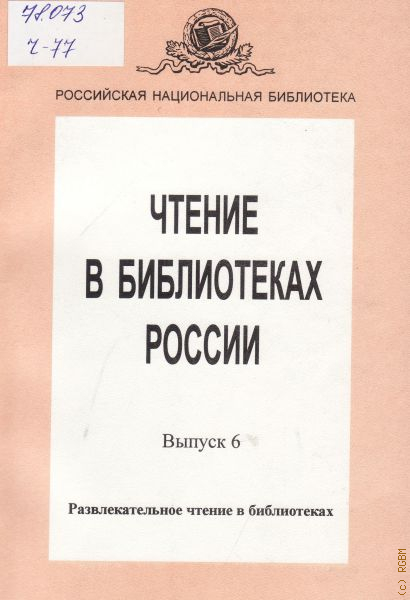 78.073
Ч-77
РОССИЙСКАЯ НАЦИОНАЛЬНАЯ БИБЛИОТЕКА
ЧТЕНИЕ
В БИБЛИОТЕКАХ
РОССИИ
Выпуск 6
Развлекательное чтение в библиотеках
(c) RGBM